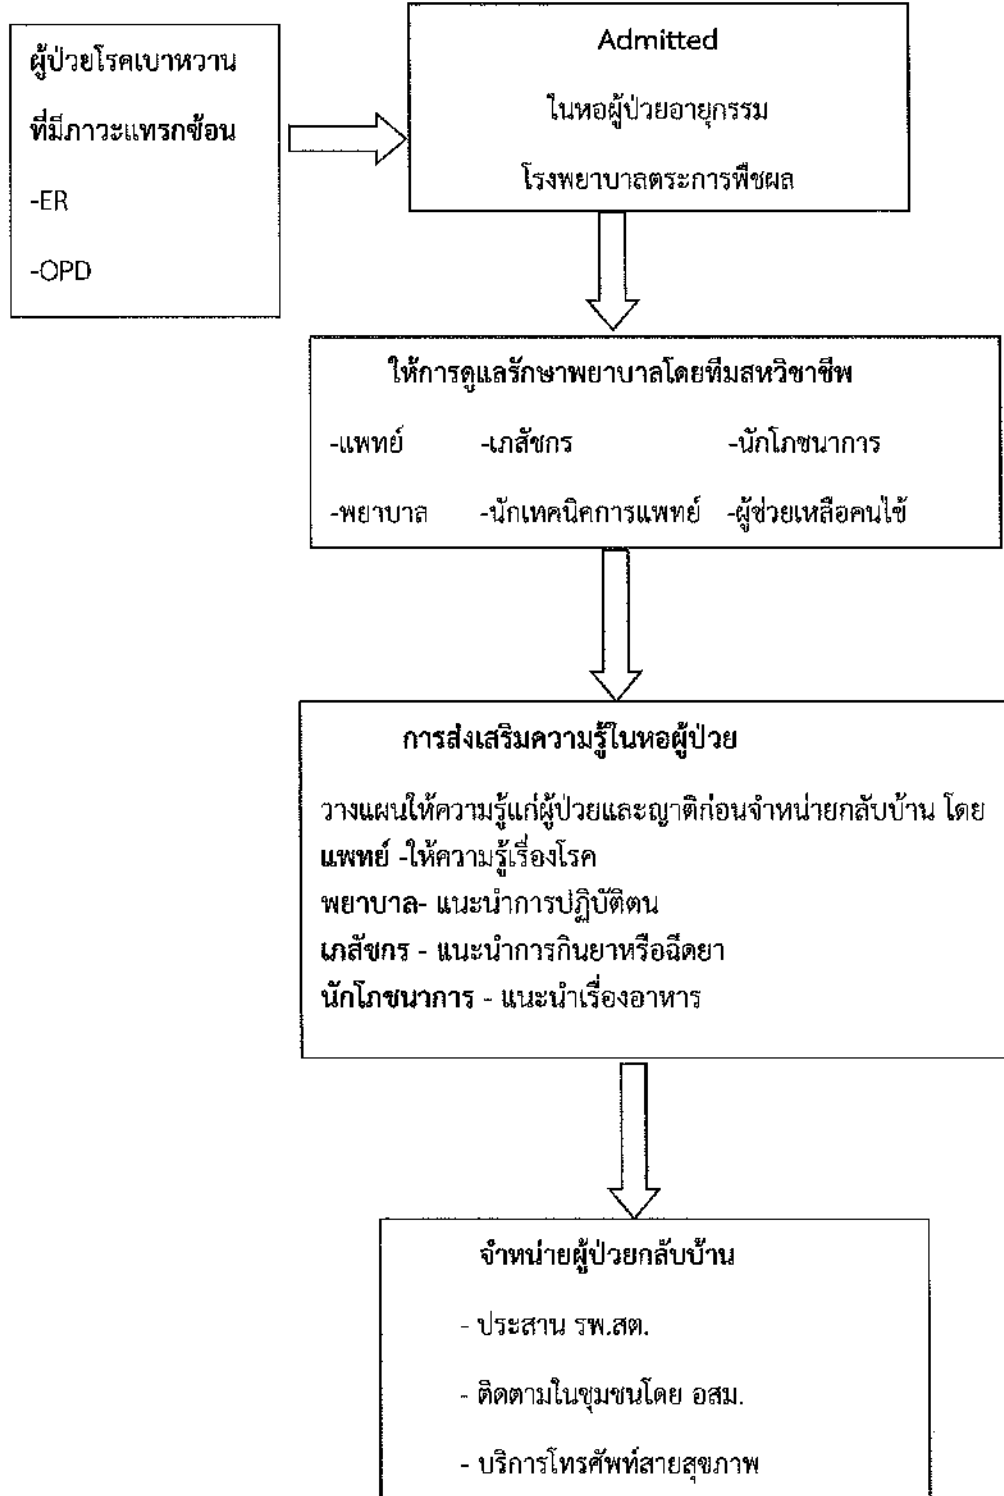 ผู้ป่วยโรคเบาหวาน
ที่มีภาวะแทรกซ้อน
-ER
-OPD
Admitted
ในหอผู้ป่วยอายุกรรม
โรงพยาบาลตระการพืชผล
ให้การดูแลรักษาพยาบาลโดยทีมสหวิชาชีพ
-แพทย์ -เภสัชกร -นักโภชนาการ
-พยาบาล -นักเทคนิคการแพทย์ -ผู้ช่วยเหลือคนไข้
การส่งเสริมความรู้ในหอผู้ป่วย
วางแผนให้ความรู้แก่ผู้ป่วยและญาติก่อนจำหน่ายกลับบ้าน โดย
แพทย์ -ให้ความรู้เรื่องโรค
พยาบาล- แนะนำการปฏิบัติตน
เภสัชกร - แนะนำการกินยาหรือฉีดยา
นักโภชนาการ - แนะนำเรื่องอาหาร
จำหน่ายผู้ป่วยกลับบ้าน
- ประสาน รพ.สต.
- ติดตามในชุมชนโดย อสม.
- บริการโทรศัพท์สายสุขภาพ